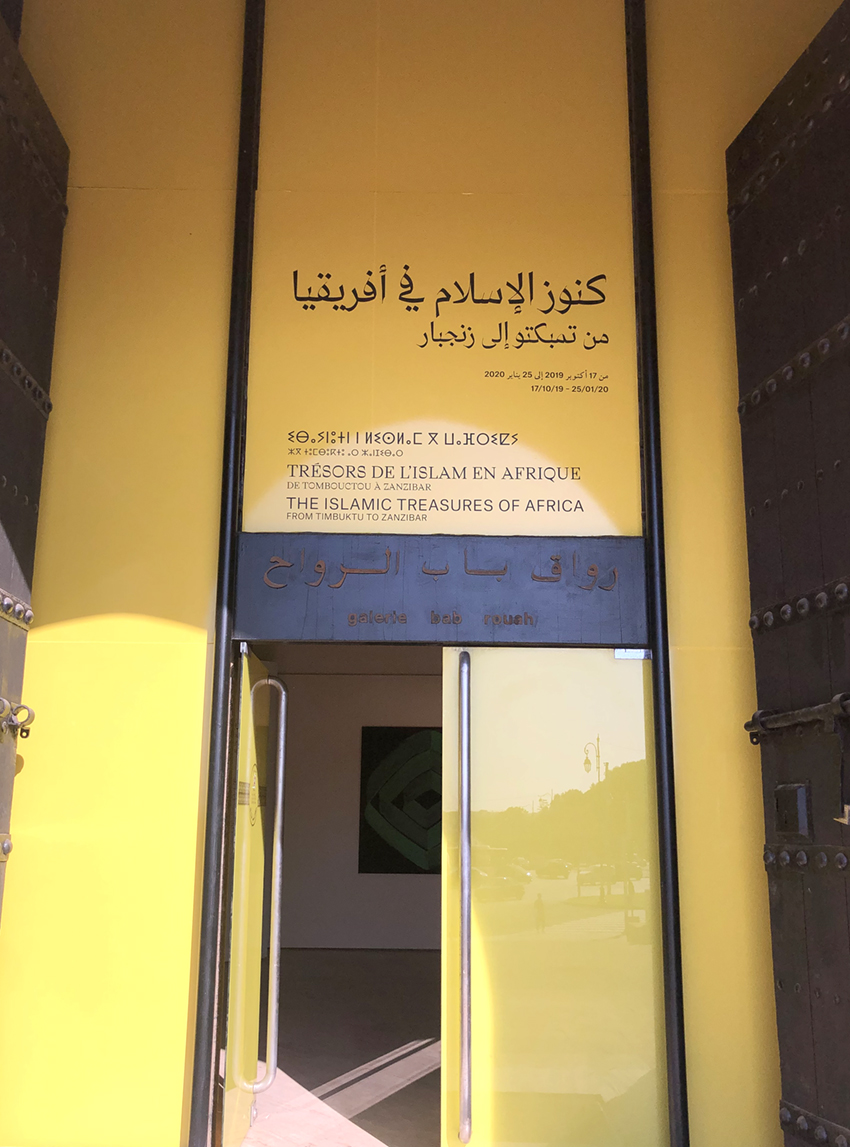 كنوز الإسلام في أفريقيا
من تمبكتو إلى زنجبار
من 17 أكتوبر 2019 إلى 25 يناير 2020
17/10/19 - 25/01/20
TRÉSORS DE L'ISLAM EN AFRIQUE
DE TOMBOUCTOU À ZANZIBAR
THE ISLAMIC TREASURES OF AFRICA
FROM TIMBUKTU TO ZANZIBAR
رواق باب الرواح
galerie bab rouah